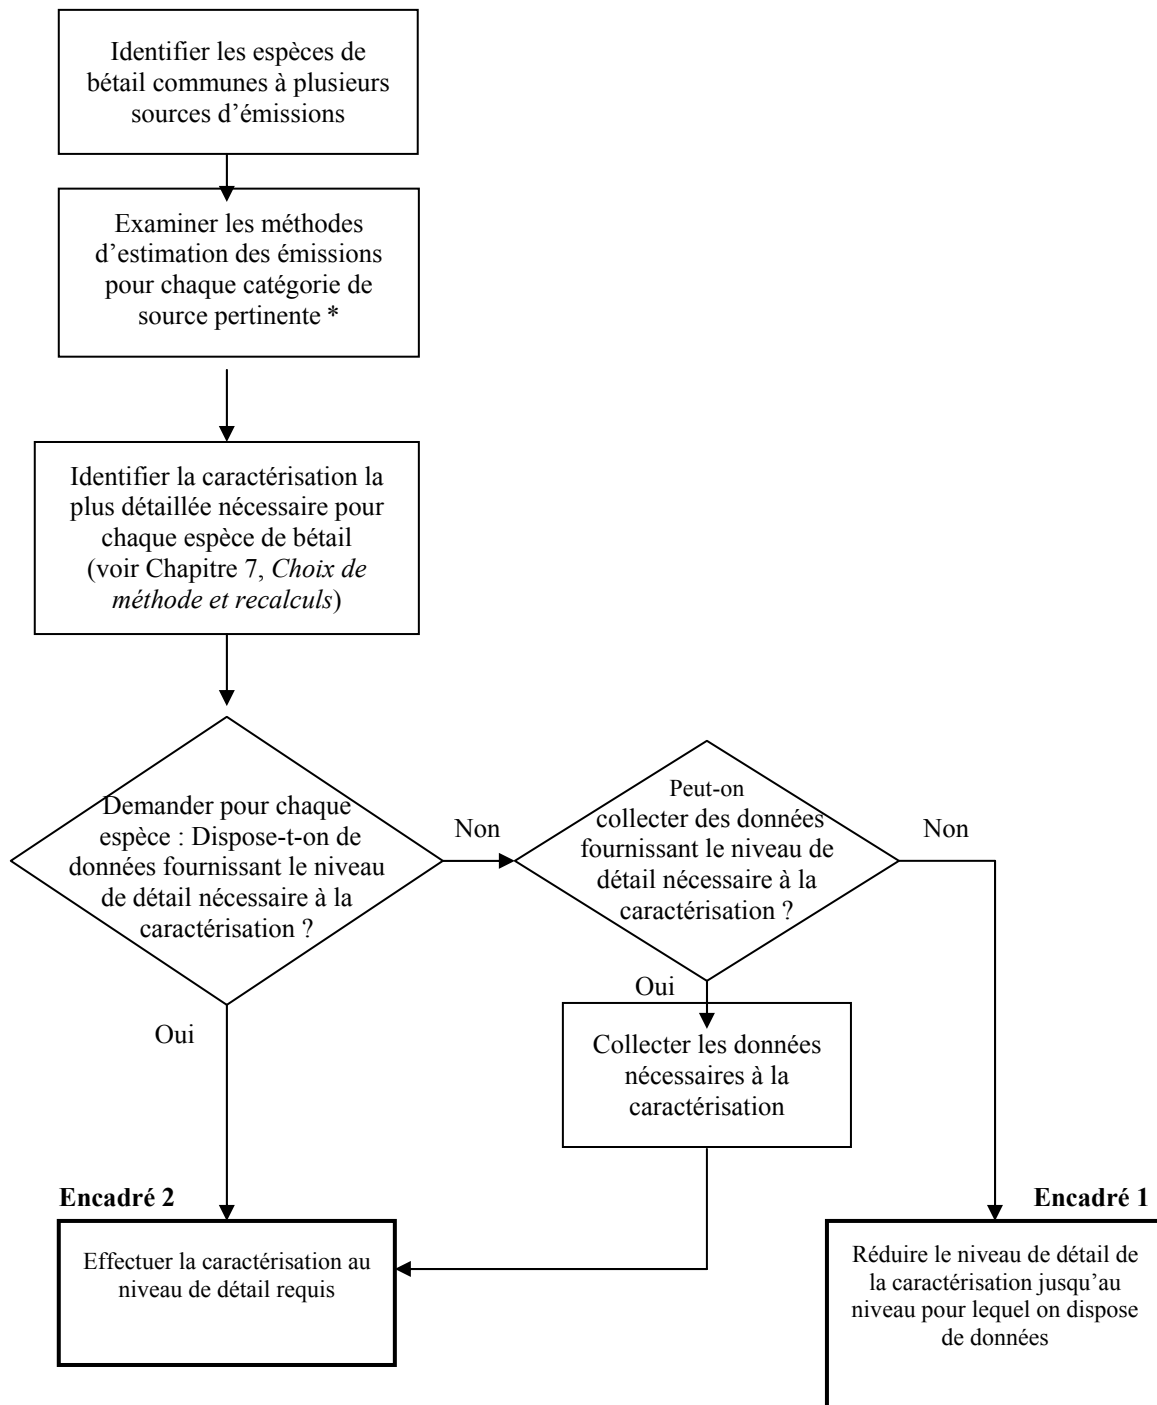 Identifier les espèces de
bétail communes à plusieurs
sources d’émissions
Examiner les méthodes
d’estimation des émissions
pour chaque catégorie de
source pertinente *
Identifier la caractérisation la
plus détaillée nécessaire pour
chaque espèce de bétail
(voir Chapitre 7, Choix de
méthode et recalculs)
Demander pour chaque
espèce : Dispose-t-on de
données fournissant le niveau
de détail nécessaire à la
caractérisation ?
Non
Peut-on
collecter des données
fournissant le niveau de
détail nécessaire à la
caractérisation ?
Non
Oui
Oui
Collecter les données
nécessaires à la
caractérisation
Encadré 2
Effectuer la caractérisation au
niveau de détail requis
Encadré 1
Réduire le niveau de détail de
la caractérisation jusqu’au
niveau pour lequel on dispose
de données